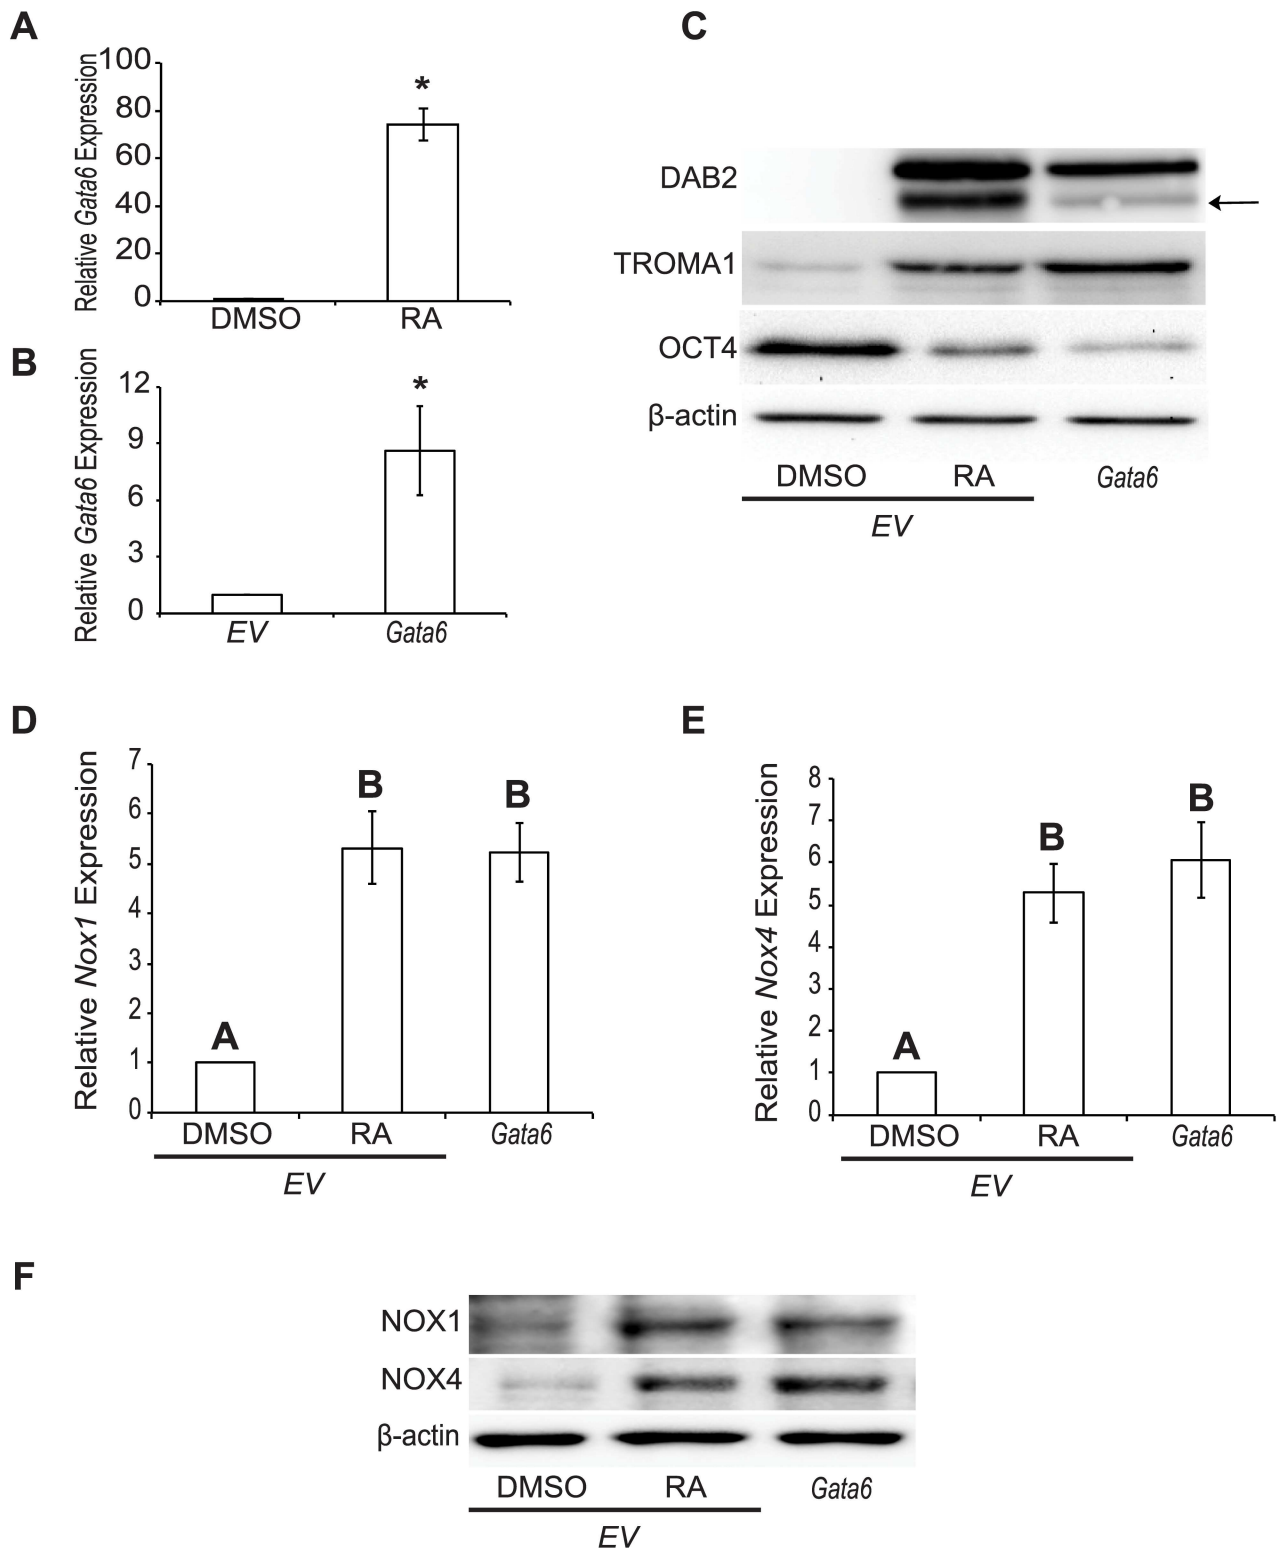 A
Relative Gata6 Expression
100
80
60
40
20
0
*
DMSO RA
B
Relative Gata6 Expression
12
9
6
3
0
*
EV Gata6
C
DAB2
TROMA1
OCT4
β-actin
DMSO RA Gata6
EV
D
Relative Nox1 Expression
7
6
5
4
3
2
1
0
A B B
DMSO RA Gata6
EV
E
Relative Nox4 Expression
8
7
6
5
4
3
2
1
0
A B B
DMSO RA Gata6
EV
F
NOX1
NOX4
β-actin
DMSO RA Gata6
EV